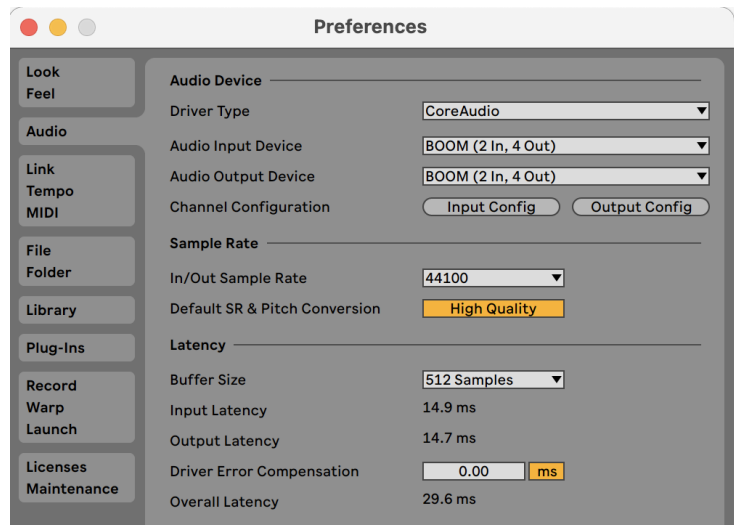 Preferences
Look
Feel
Audio
Link
Tempo
MIDI
File
Folder
Library
Plug-Ins
Record
Warp
Launch
Licenses
Maintenance
Audio Device
Driver Type CoreAudio
Audio Input Device BOOM (2 In, 4 Out)
Audio Output Device BOOM (2 In, 4 Out)
Channel Configuration Input Config Output Config
Sample Rate
In/Out Sample Rate 44100
Default SR & Pitch Conversion High Quality
Latency
Buffer Size 512 Samples
Input Latency 14.9 ms
Output Latency 14.7 ms
Driver Error Compensation 0.00 ms
Overall Latency 29.6 ms